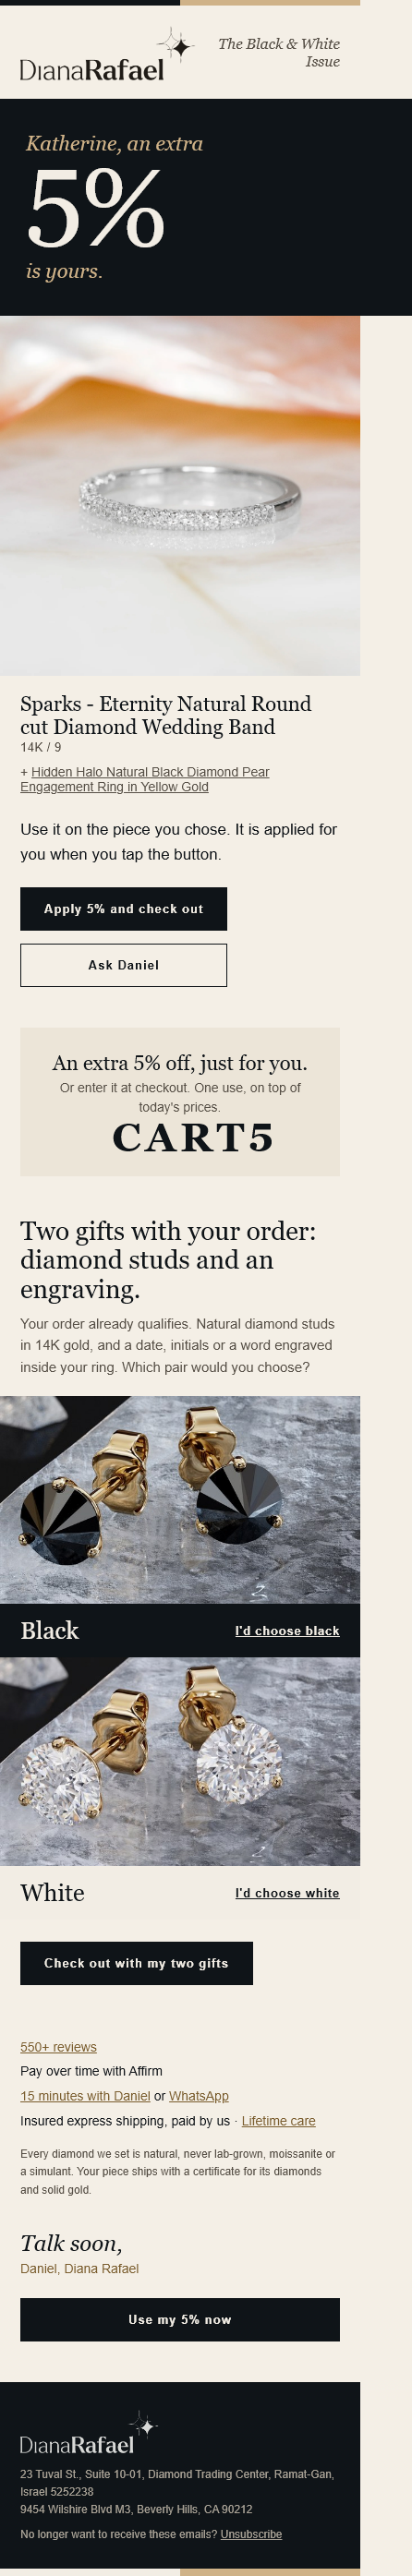 DianaRafael
The Black & White
Issue
Katherine, an extra
5%
is yours.
Sparks - Eternity Natural Round
cut Diamond Wedding Band
14K / 9
+ Hidden Halo Natural Black Diamond Pear
Engagement Ring in Yellow Gold
Use it on the piece you chose. It is applied for
you when you tap the button.
Apply 5% and check out
Ask Daniel
An extra 5% off, just for you.
Or enter it at checkout. One use, on top of
today's prices.
CART5
Two gifts with your order:
diamond studs and an
engraving.
Your order already qualifies. Natural diamond studs
in 14K gold, and a date, initials or a word engraved
inside your ring. Which pair would you choose?
Black
I'd choose black
White
I'd choose white
Check out with my two gifts
550+ reviews
Pay over time with Affirm
15 minutes with Daniel or WhatsApp
Insured express shipping, paid by us · Lifetime care
Every diamond we set is natural, never lab-grown, moissanite or
a simulant. Your piece ships with a certificate for its diamonds
and solid gold.
Talk soon,
Daniel, Diana Rafael
Use my 5% now
DianaRafael
23 Tuval St., Suite 10-01, Diamond Trading Center, Ramat-Gan,
Israel 5252238
9454 Wilshire Blvd M3, Beverly Hills, CA 90212
No longer want to receive these emails? Unsubscribe